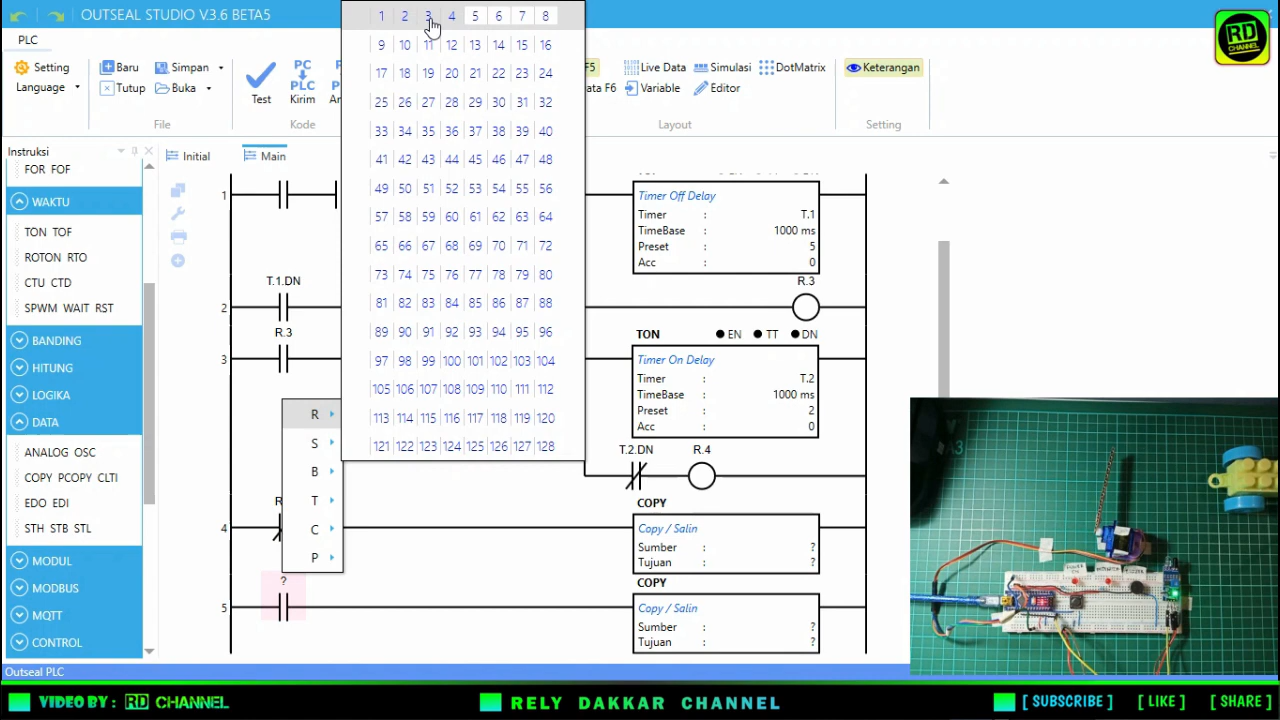 OUTSEAL STUDIO V.3.6 BETA5
PLC
Setting
Language
Baru
Simpan
Tutup
Buka
File
Test
PC
PLC
Kirim
Kode
F5
F6
Live Data
Simulasi
DotMatrix
Variable
Editor
Layout
Keterangan
Setting
1 2 3 4 5 6 7 8
9 10 11 12 13 14 15 16
17 18 19 20 21 22 23 24
25 26 27 28 29 30 31 32
33 34 35 36 37 38 39 40
41 42 43 44 45 46 47 48
49 50 51 52 53 54 55 56
57 58 59 60 61 62 63 64
65 66 67 68 69 70 71 72
73 74 75 76 77 78 79 80
81 82 83 84 85 86 87 88
89 90 91 92 93 94 95 96
97 98 99 100 101 102 103 104
105 106 107 108 109 110 111 112
113 114 115 116 117 118 119 120
121 122 123 124 125 126 127 128
Instruksi
FOR FOF
WAKTU
TON TOF
ROTON RTO
CTU CTD
SPWM WAIT RST
BANDING
HITUNG
LOGIKA
DATA
ANALOG OSC
COPY PCOPY CLTI
EDO EDI
STH STB STL
MODUL
MODBUS
MQTT
CONTROL
Initial
Main
1
Timer Off Delay
Timer : T.1
TimeBase : 1000 ms
Preset : 5
Acc : 0
T.1.DN
R.3
2
R.3
3
TON EN TT DN
Timer On Delay
Timer : T.2
TimeBase : 1000 ms
Preset : 2
Acc : 0
T.2.DN
R.4
R
S
B
T
C
P
R
4
COPY
Copy / Salin
Sumber : ?
Tujuan : ?
?
5
COPY
Copy / Salin
Sumber : ?
Tujuan : ?
Outseal PLC
RD
CHANNEL
VIDEO BY : RD CHANNEL
RELY DAKKAR CHANNEL
[ SUBSCRIBE ]
[ LIKE ]
[ SHARE ]